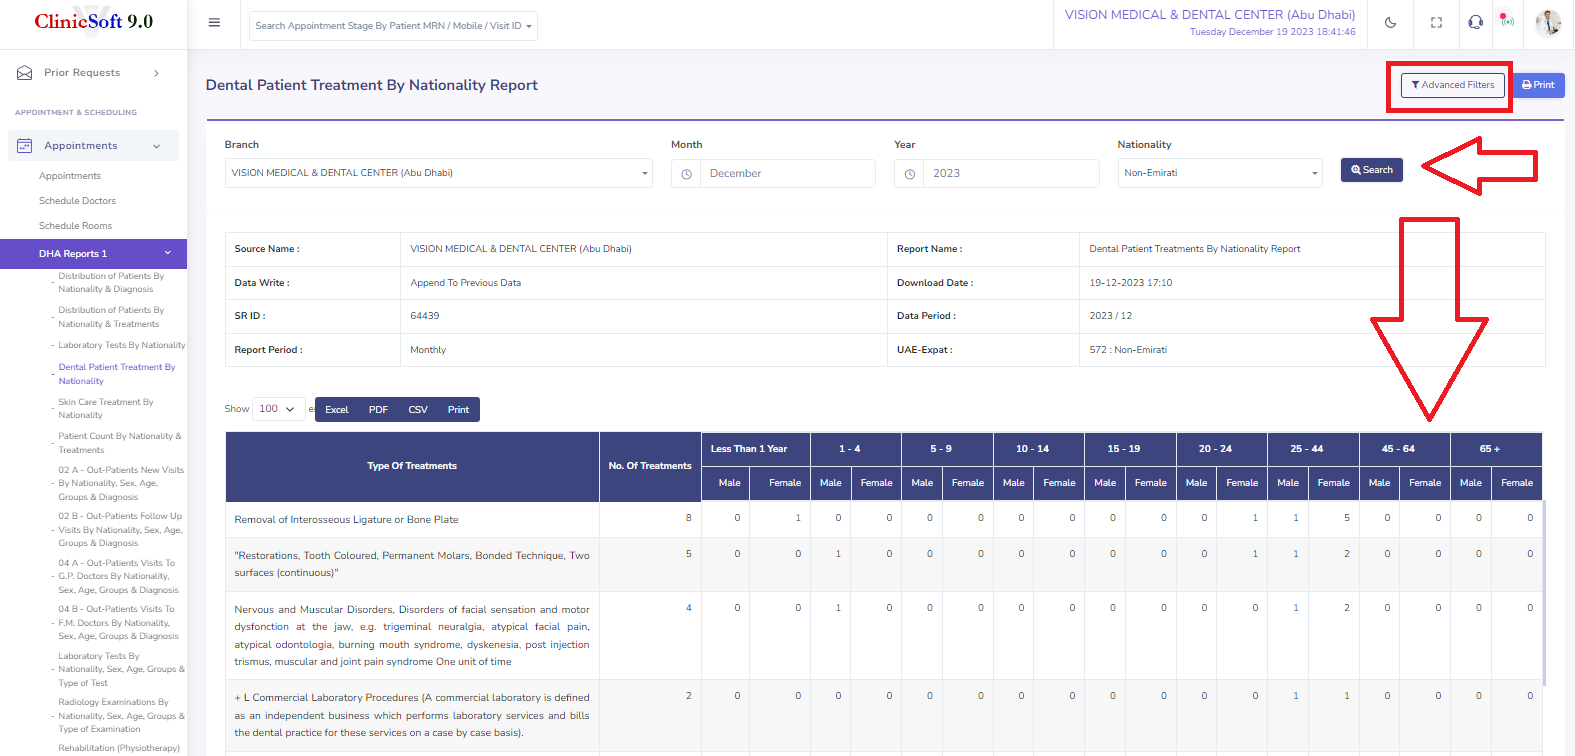 ClinicSoft 9.0
Search Appointment Stage By Patient MRN / Mobile / Visit ID
VISION MEDICAL & DENTAL CENTER (Abu Dhabi)
Tuesday December 19 2023 18:41:46
Prior Requests
APPOINTMENT & SCHEDULING
Appointments
Appointments
Schedule Doctors
Schedule Rooms
DHA Reports 1
- Distribution of Patients By
Nationality & Diagnosis
- Distribution of Patients By
Nationality & Treatments
- Laboratory Tests By Nationality
- Dental Patient Treatment By
Nationality
- Skin Care Treatment By
Nationality
- Patient Count By Nationality &
Treatments
02 A - Out-Patients New Visits
- By Nationality, Sex, Age,
Groups & Diagnosis
02 B - Out-Patients Follow Up
- Visits By Nationality, Sex, Age,
Groups & Diagnosis
04 A - Out-Patients Visits To
- G.P. Doctors By Nationality,
Sex, Age, Groups & Diagnosis
04 B - Out-Patients Visits To
- F.M. Doctors By Nationality,
Sex, Age, Groups & Diagnosis
Laboratory Tests By
- Nationality, Sex, Age, Groups &
Type of Test
Radiology Examinations By
- Nationality, Sex, Age, Groups &
Type of Examination
Rehabilitation (Physiotherapy)
Dental Patient Treatment By Nationality Report
Advanced Filters
Print
Branch Month Year Nationality
VISION MEDICAL & DENTAL CENTER (Abu Dhabi) December 2023 Non-Emirati Search
Source Name : VISION MEDICAL & DENTAL CENTER (Abu Dhabi) Report Name : Dental Patient Treatments By Nationality Report
Data Write : Append To Previous Data Download Date : 19-12-2023 17:10
SR ID : 64439 Data Period : 2023 / 12
Report Period : Monthly UAE-Expat : 572 : Non-Emirati
Show 100 e Excel PDF CSV Print
Type Of Treatments No. Of Treatments Less Than 1 Year 1 - 4 5 - 9 10 - 14 15 - 19 20 - 24 25 - 44 45 - 64 65 +
Male Female Male Female Male Female Male Female Male Female Male Female Male Female Male Female Male Female
Removal of Interosseous Ligature or Bone Plate 8 0 1 0 0 0 0 0 0 0 0 0 1 1 5 0 0 0 0
"Restorations, Tooth Coloured, Permanent Molars, Bonded Technique, Two 5 0 0 1 0 0 0 0 0 0 0 0 1 1 2 0 0 0 0
surfaces (continuous)"
Nervous and Muscular Disorders, Disorders of facial sensation and motor 4 0 0 1 0 0 0 0 0 0 0 0 0 1 2 0 0 0 0
dysfonction at the jaw, e.g. trigeminal neuralgia, atypical facial pain,
atypical odontologia, burning mouth syndrome, dyskenesia, post injection
trismus, muscular and joint pain syndrome One unit of time
+ L Commercial Laboratory Procedures (A commercial laboratory is defined 2 0 0 0 0 0 0 0 0 0 0 0 0 1 1 0 0 0 0
as an independent business which performs laboratory services and bills
the dental practice for these services on a case by case basis).